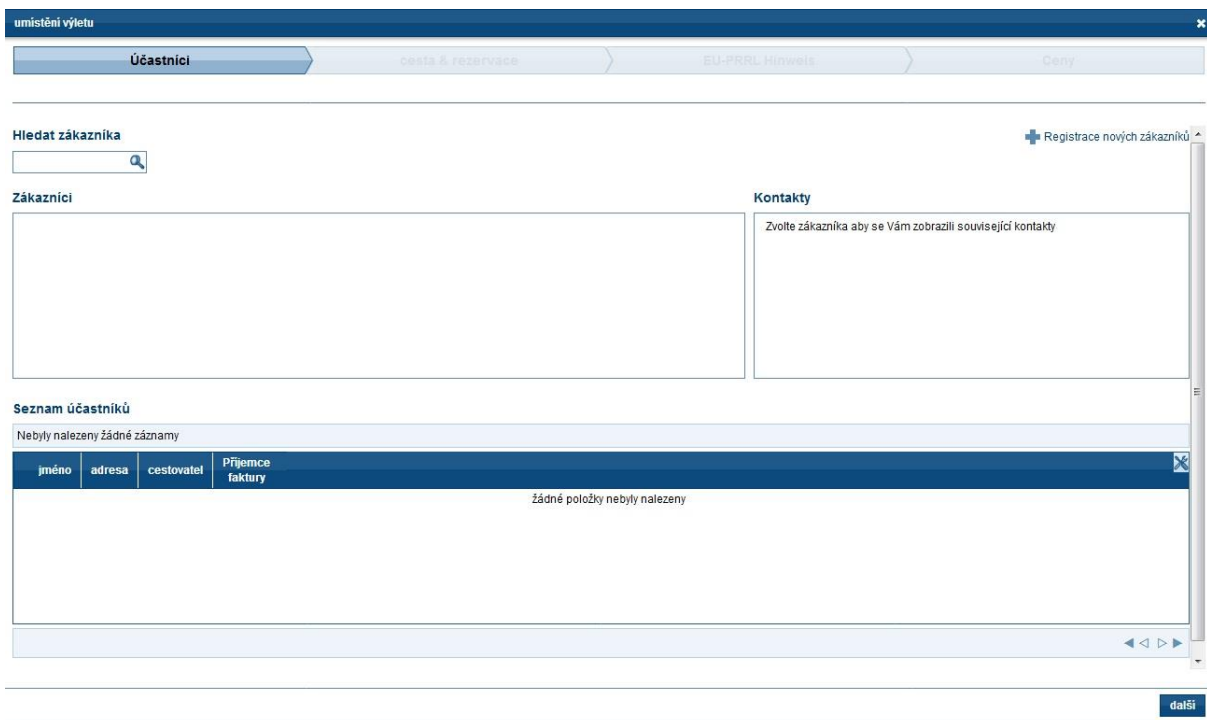 umistěni výletu
Účastníci
cesta & rezervace
EU-PRRL Hinweis
Ceny
Hledat zákazníka
Registrace nových zákazníků
Zákazníci
Kontakty
Zvolte zákazníka aby se Vám zobrazili související kontakty
Seznam účastníků
Nebyly nalezeny žádné záznamy
jméno adresa cestovatel Příjemce
faktury
žádné položky nebyly nalezeny
další